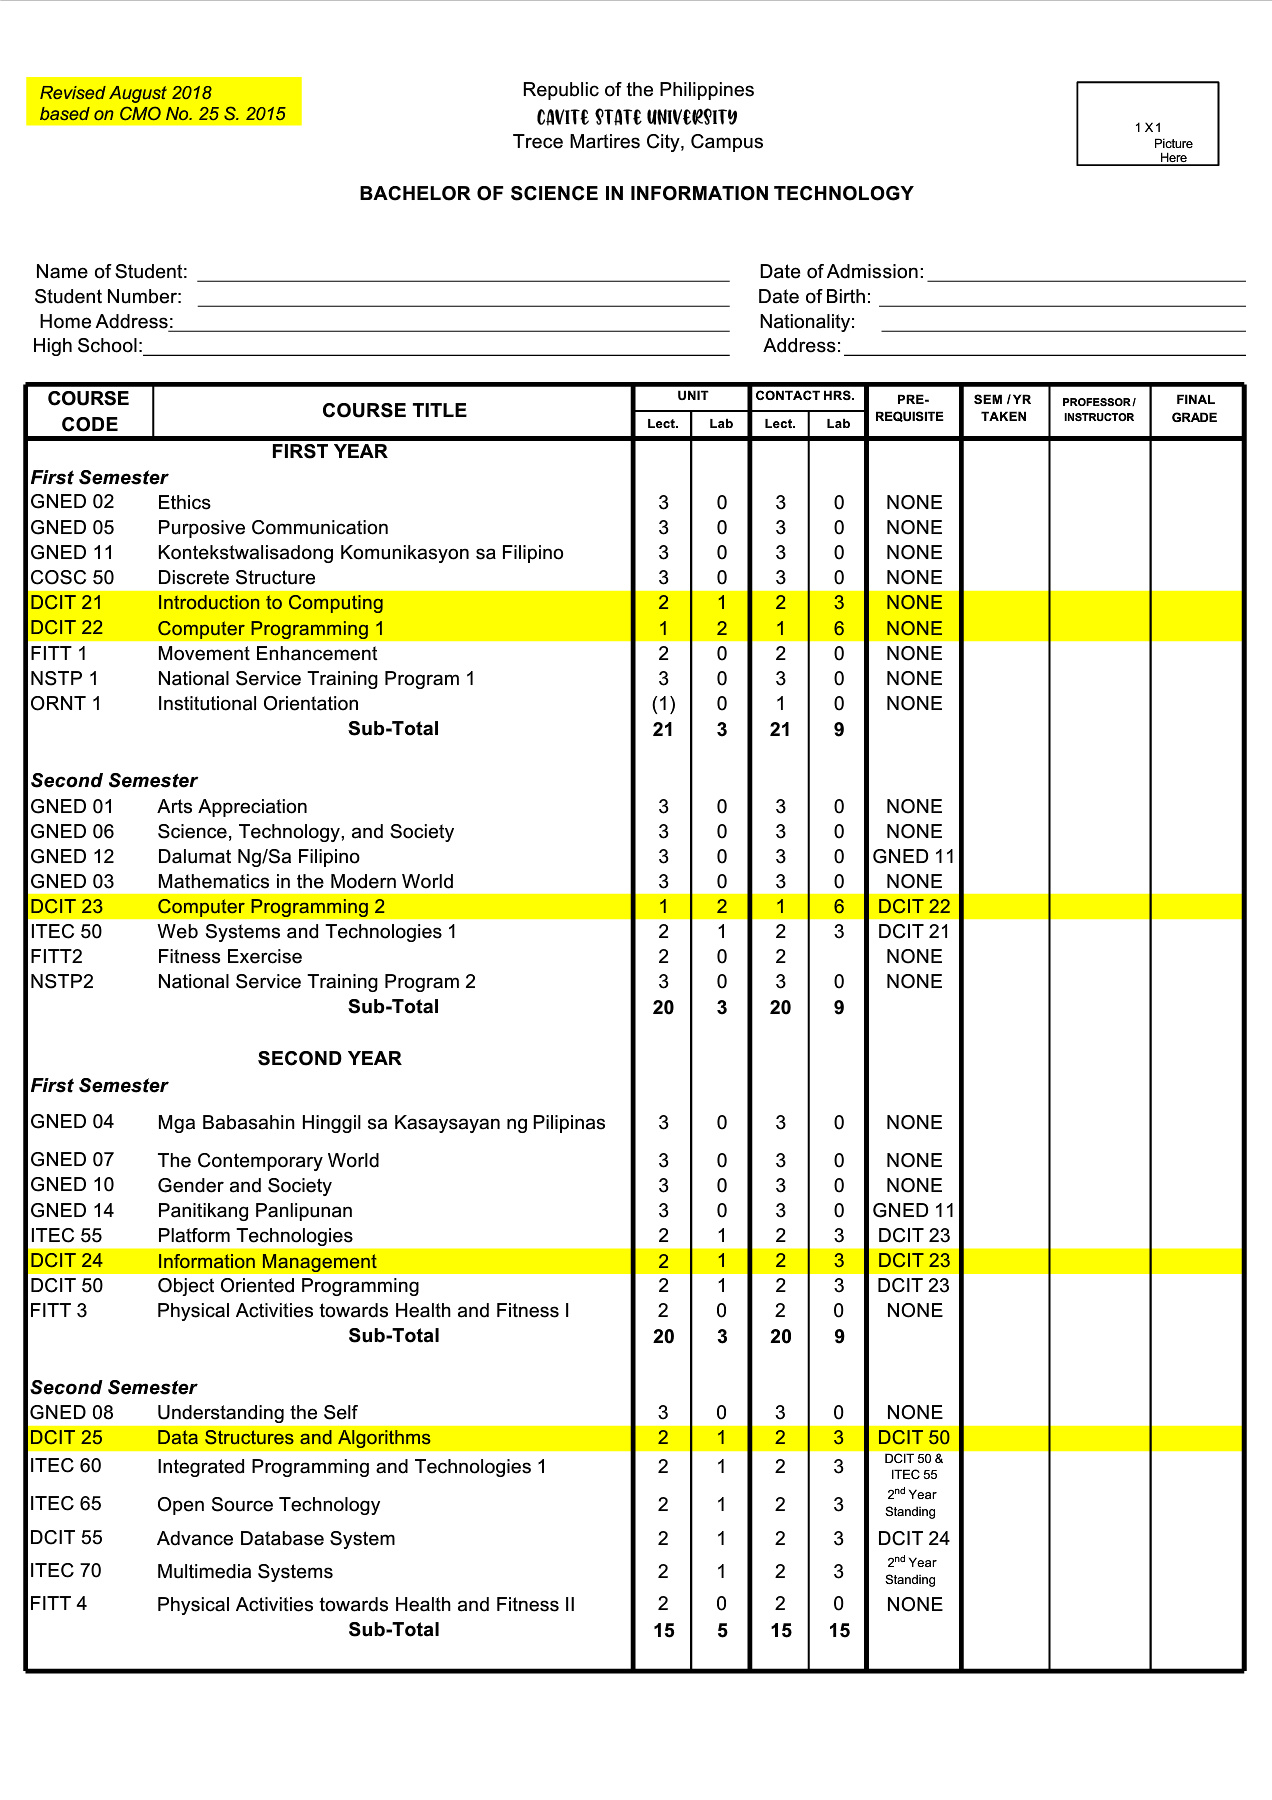 Revised August 2018
based on CMO No. 25 S. 2015
Republic of the Philippines
CAVITE STATE UNIVERSITY
Trece Martires City, Campus
1 X 1
Picture
Here
BACHELOR OF SCIENCE IN INFORMATION TECHNOLOGY
Name of Student: Date of Admission:
Student Number: Date of Birth:
Home Address: Nationality:
High School: Address:
COURSE CODE COURSE TITLE UNIT CONTACT HRS. PRE-REQUISITE SEM / YR TAKEN PROFESSOR / INSTRUCTOR FINAL GRADE
Lect. Lab Lect. Lab
FIRST YEAR
First Semester
GNED 02 Ethics 3 0 3 0 NONE
GNED 05 Purposive Communication 3 0 3 0 NONE
GNED 11 Kontekstwalisadong Komunikasyon sa Filipino 3 0 3 0 NONE
COSC 50 Discrete Structure 3 0 3 0 NONE
DCIT 21 Introduction to Computing 2 1 2 3 NONE
DCIT 22 Computer Programming 1 1 2 1 6 NONE
FITT 1 Movement Enhancement 2 0 2 0 NONE
NSTP 1 National Service Training Program 1 3 0 3 0 NONE
ORNT 1 Institutional Orientation (1) 0 1 0 NONE
Sub-Total 21 3 21 9
Second Semester
GNED 01 Arts Appreciation 3 0 3 0 NONE
GNED 06 Science, Technology, and Society 3 0 3 0 NONE
GNED 12 Dalumat Ng/Sa Filipino 3 0 3 0 GNED 11
GNED 03 Mathematics in the Modern World 3 0 3 0 NONE
DCIT 23 Computer Programming 2 1 2 1 6 DCIT 22
ITEC 50 Web Systems and Technologies 1 2 1 2 3 DCIT 21
FITT2 Fitness Exercise 2 0 2 NONE
NSTP2 National Service Training Program 2 3 0 3 0 NONE
Sub-Total 20 3 20 9
SECOND YEAR
First Semester
GNED 04 Mga Babasahin Hinggil sa Kasaysayan ng Pilipinas 3 0 3 0 NONE
GNED 07 The Contemporary World 3 0 3 0 NONE
GNED 10 Gender and Society 3 0 3 0 NONE
GNED 14 Panitikang Panlipunan 3 0 3 0 GNED 11
ITEC 55 Platform Technologies 2 1 2 3 DCIT 23
DCIT 24 Information Management 2 1 2 3 DCIT 23
DCIT 50 Object Oriented Programming 2 1 2 3 DCIT 23
FITT 3 Physical Activities towards Health and Fitness I 2 0 2 0 NONE
Sub-Total 20 3 20 9
Second Semester
GNED 08 Understanding the Self 3 0 3 0 NONE
DCIT 25 Data Structures and Algorithms 2 1 2 3 DCIT 50
ITEC 60 Integrated Programming and Technologies 1 2 1 2 3 DCIT 50 & ITEC 55
ITEC 65 Open Source Technology 2 1 2 3 2nd Year Standing
DCIT 55 Advance Database System 2 1 2 3 DCIT 24
ITEC 70 Multimedia Systems 2 1 2 3 2nd Year Standing
FITT 4 Physical Activities towards Health and Fitness II 2 0 2 0 NONE
Sub-Total 15 5 15 15